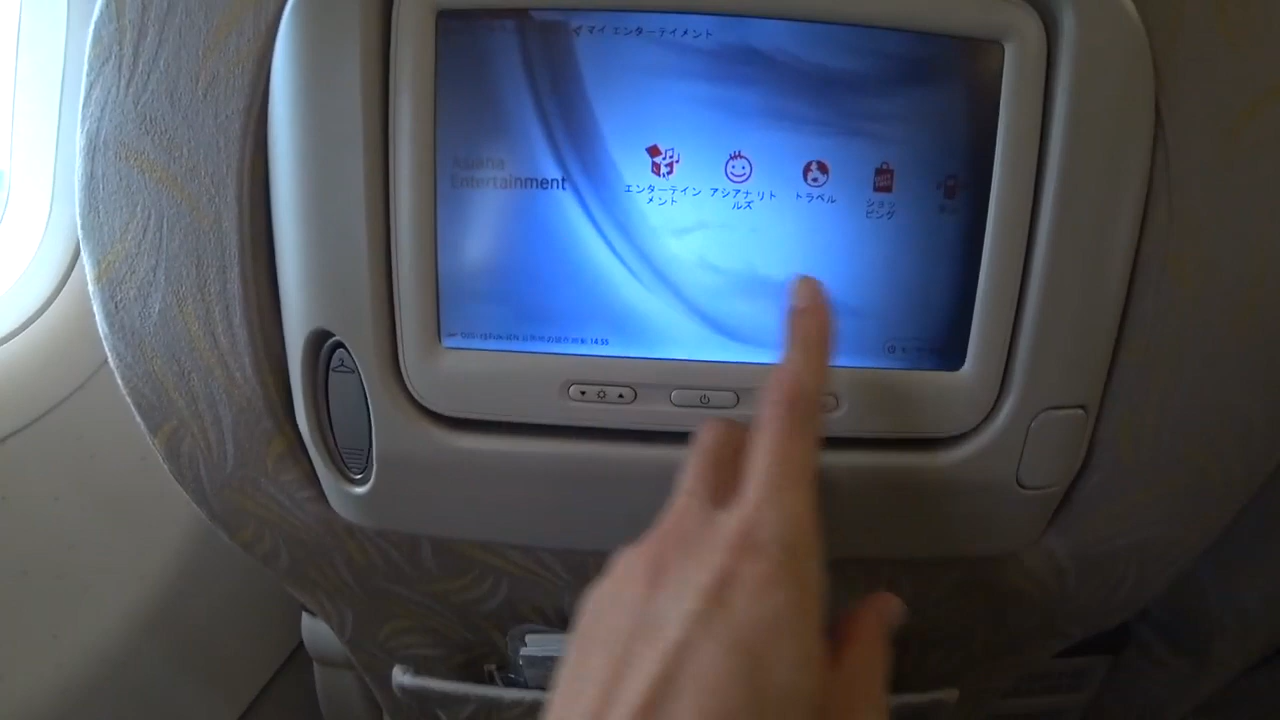 マイ エンターテイメント
Asiana
Entertainment
エンターテイン
メント
アシアナ リト
ルズ
トラベル
ショッ
ピング
14:55